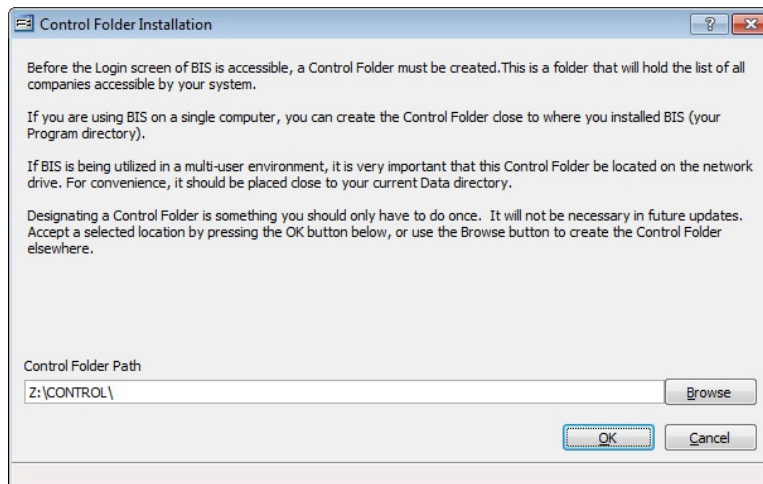 Control Folder Installation
Before the Login screen of BIS is accessible, a Control Folder must be created.This is a folder that will hold the list of all
companies accessible by your system.
If you are using BIS on a single computer, you can create the Control Folder close to where you installed BIS (your
Program directory).
If BIS is being utilized in a multi-user environment, it is very important that this Control Folder be located on the network
drive. For convenience, it should be placed close to your current Data directory.
Designating a Control Folder is something you should only have to do once.  It will not be necessary in future updates.
Accept a selected location by pressing the OK button below, or use the Browse button to create the Control Folder
elsewhere.
Control Folder Path
Z:\CONTROL\
Browse
OK
Cancel